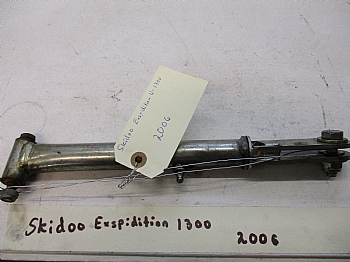 Skidoo Exspidition V-1300
2006
Skidoo Exspidition 1300
2006